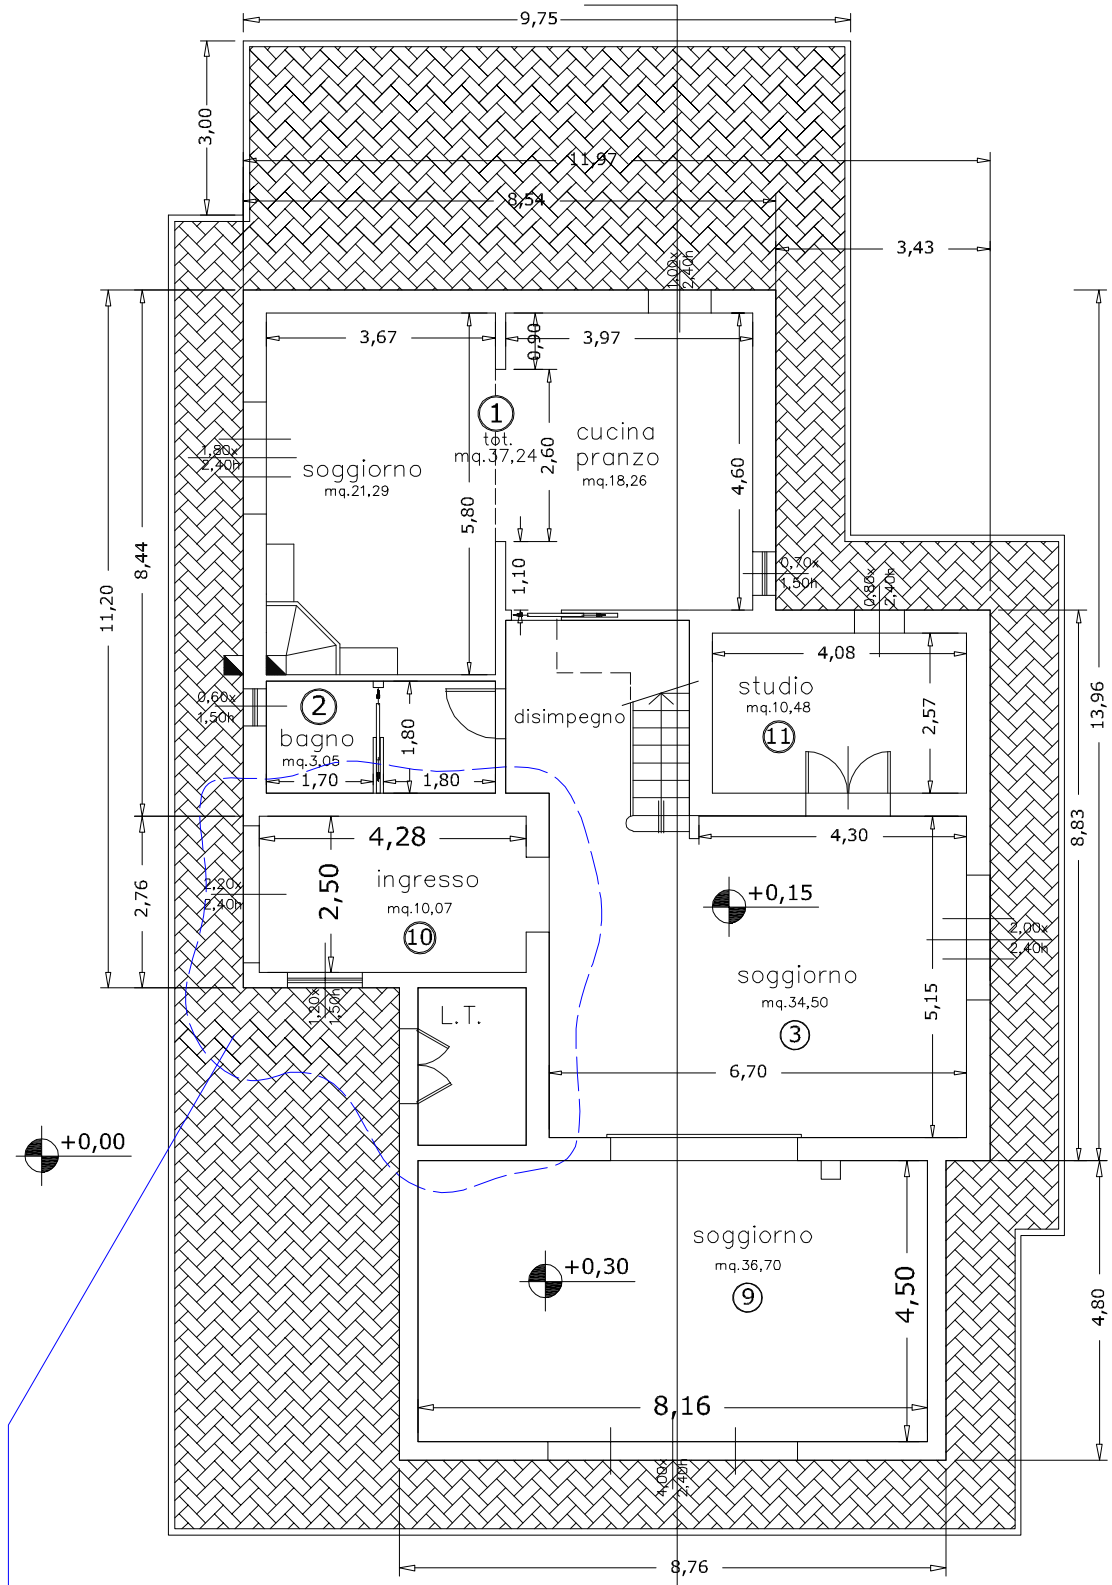 9,75
3,00
11,97
8,54
3,43
1,00x
2,40h
3,67
0,90
3,97
1
tot.
mq.37,24
cucina
pranzo
mq.18,26
soggiorno
mq.21,29
1,80x
2,40h
2,60
4,60
5,80
8,44
11,20
1,10
0,70x
1,50h
0,80x
2,40h
4,08
studio
mq.10,48
11
2,57
13,96
0,60x
1,50h
2
bagno
mq.3,05
1,80
1,70
1,80
disimpegno
4,28
2,50
ingresso
mq.10,07
10
2,76
2,20x
2,40h
4,30
8,83
+0,15
2,00x
2,40h
soggiorno
mq.34,50
3
5,15
1,20x
1,50h
L.T.
6,70
+0,00
soggiorno
mq.36,70
9
+0,30
4,50
4,80
8,16
4,00x
2,40h
8,76